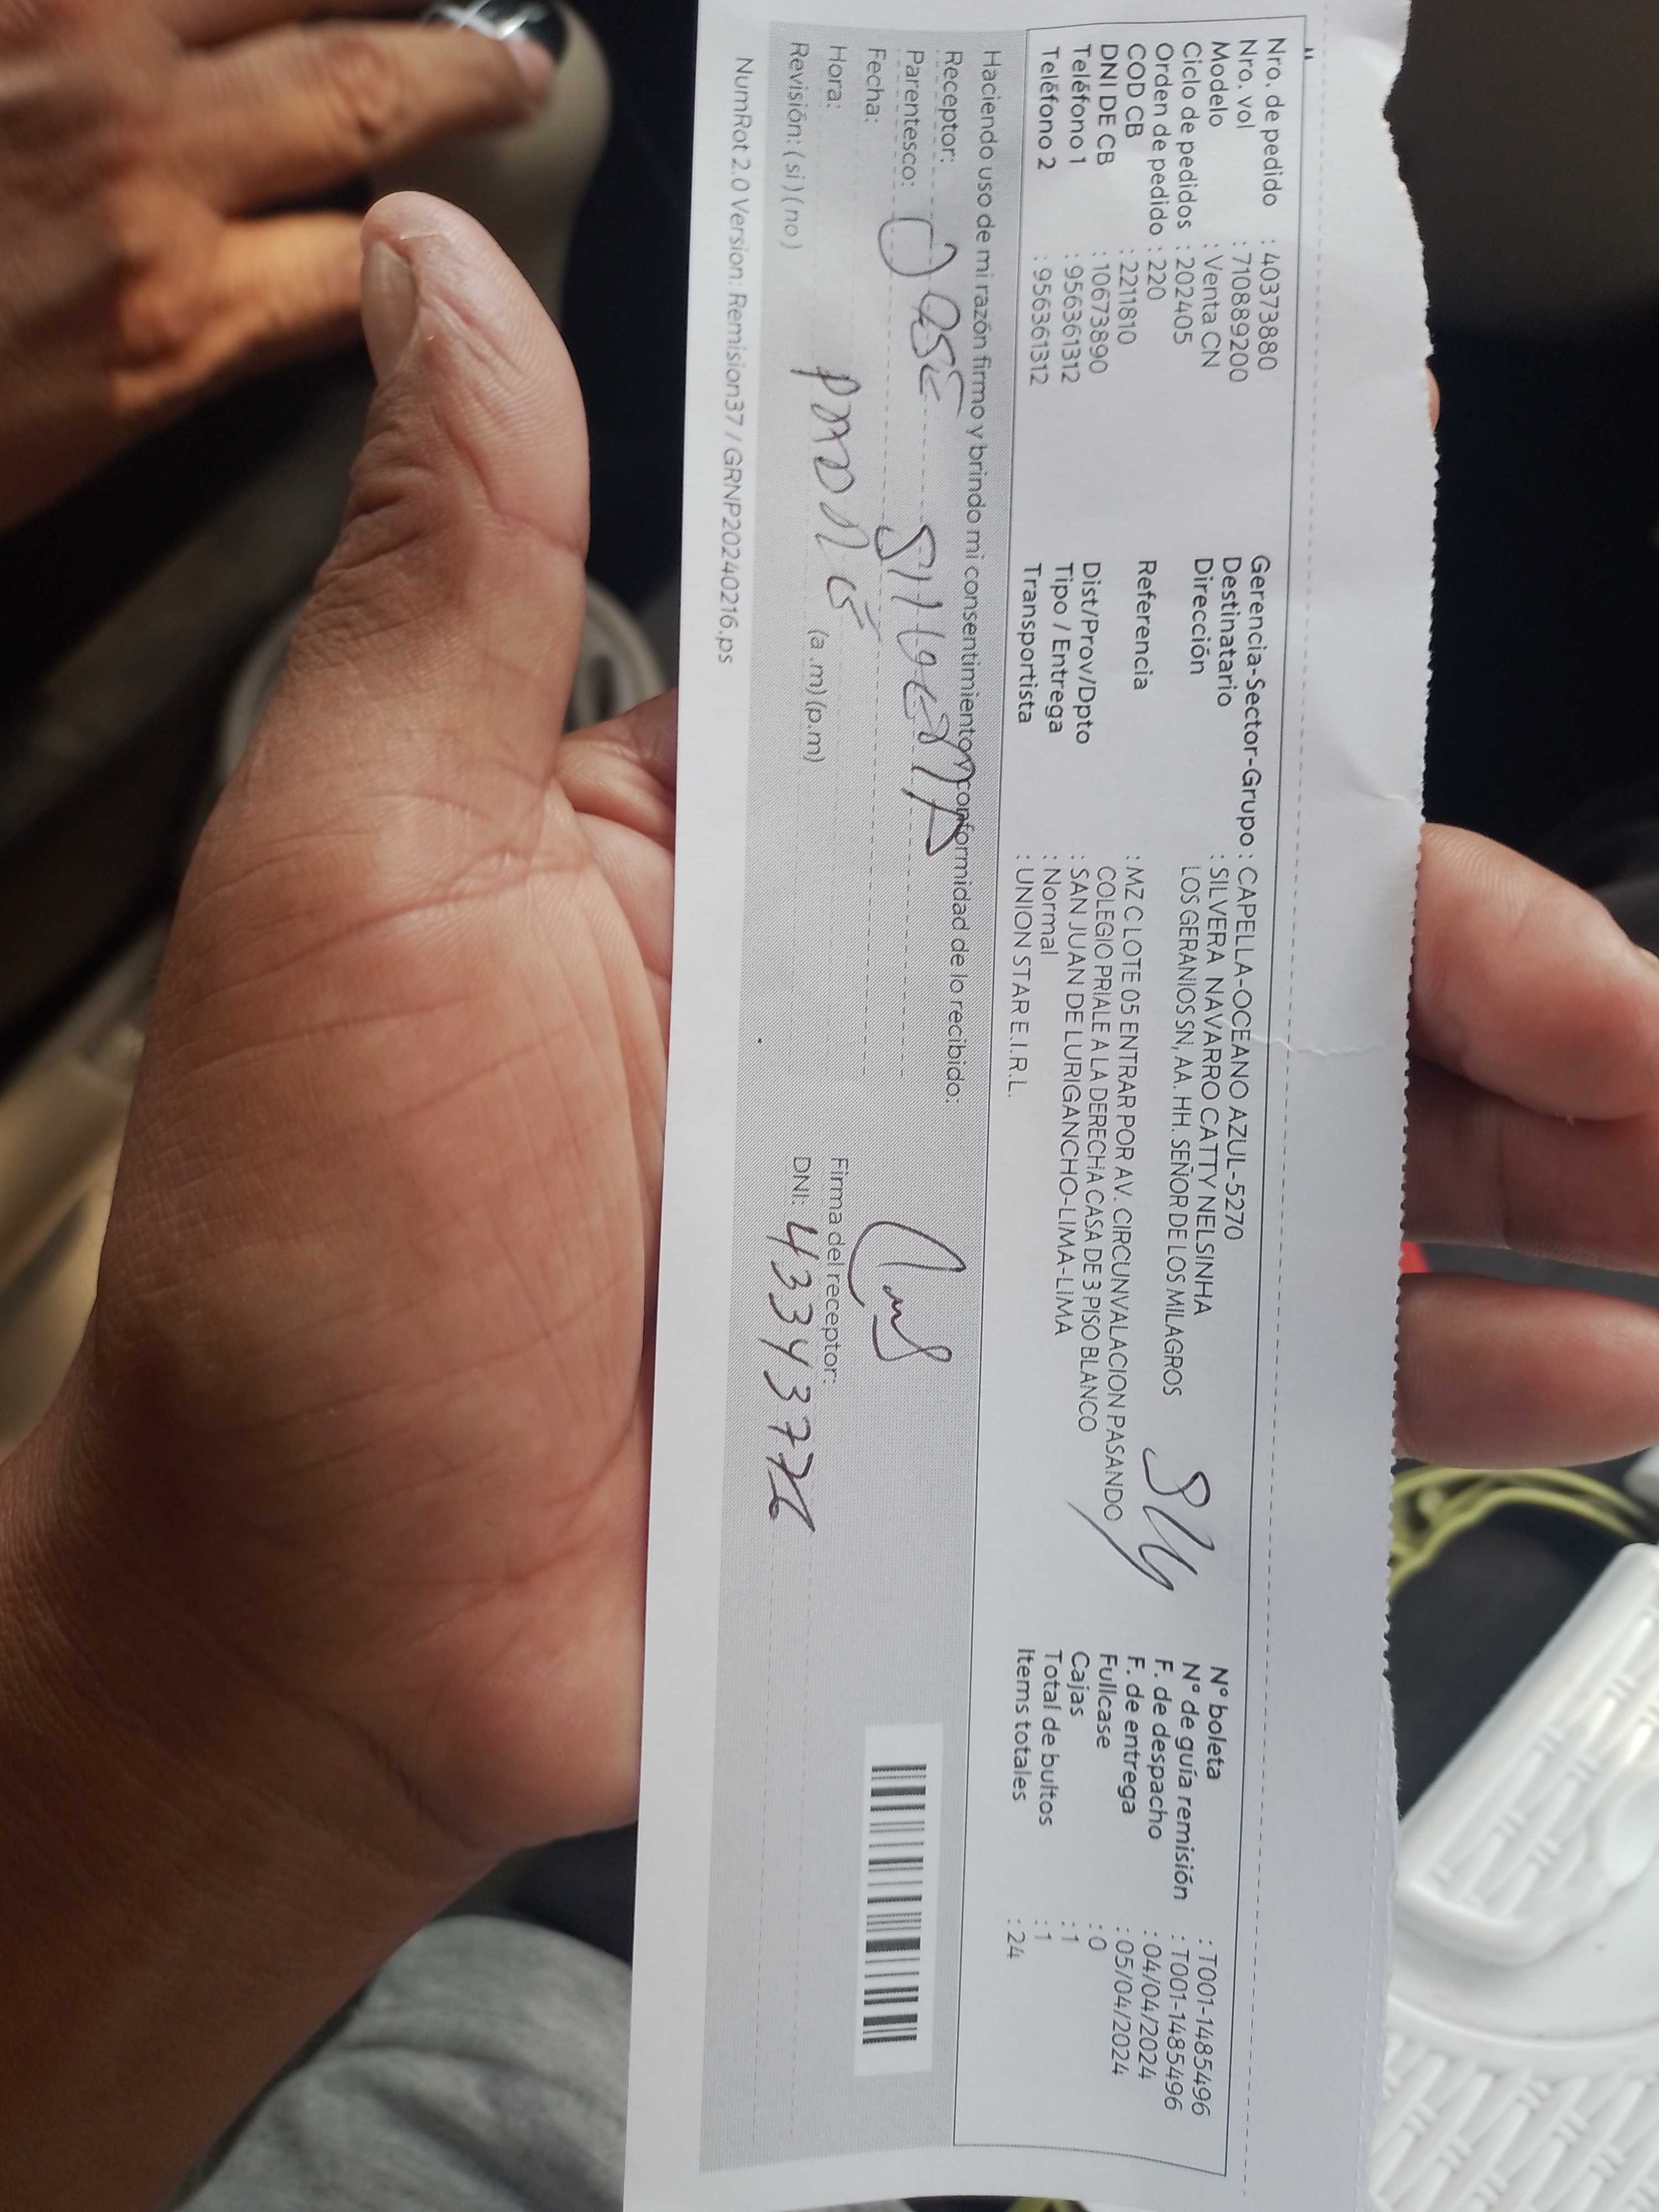 Nro. de pedido : 40373880
Nro. vol : 710889200
Modelo : Venta CN
Ciclo de pedidos : 202405
Orden de pedido : 220
COD CB : 2211810
DNI DE CB : 10673890
Teléfono 1 : 956361312
Teléfono 2 : 956361312
Gerencia-Sector-Grupo : CAPELLA-OCEANO AZUL-5270
Destinatario : SILVERA NAVARRO CATTY NELSINHA
Dirección LOS GERANIOS SN, AA. HH. SEÑOR DE LOS MILAGROS
Referencia : MZ C LOTE 05 ENTRAR POR AV. CIRCUNVALACION PASANDO
COLEGIO PRIALE A LA DERECHA CASA DE 3 PISO BLANCO
Dist/Prov/Dpto : SAN JUAN DE LURIGANCHO-LIMA-LIMA
Tipo / Entrega : Normal
Transportista : UNION STAR E.I.R.L.
N° boleta : T001-1485496
N° de guía remisión : T001-1485496
F. de despacho : 04/04/2024
F. de entrega : 05/04/2024
Fullcase : 0
Cajas : 1
Total de bultos : 1
Items totales : 24
Haciendo uso de mi razón firmo y brindo mi consentimiento y conformidad de lo recibido:
Receptor: JOSE SILVERA
Parentesco: PADRE
Fecha:
Hora: (a .m) (p.m)
Revisión: ( si ) ( no )
Firma del receptor:
DNI: 43343776
NumRot 2.0 Version: Remision37 / GRNP20240216.ps